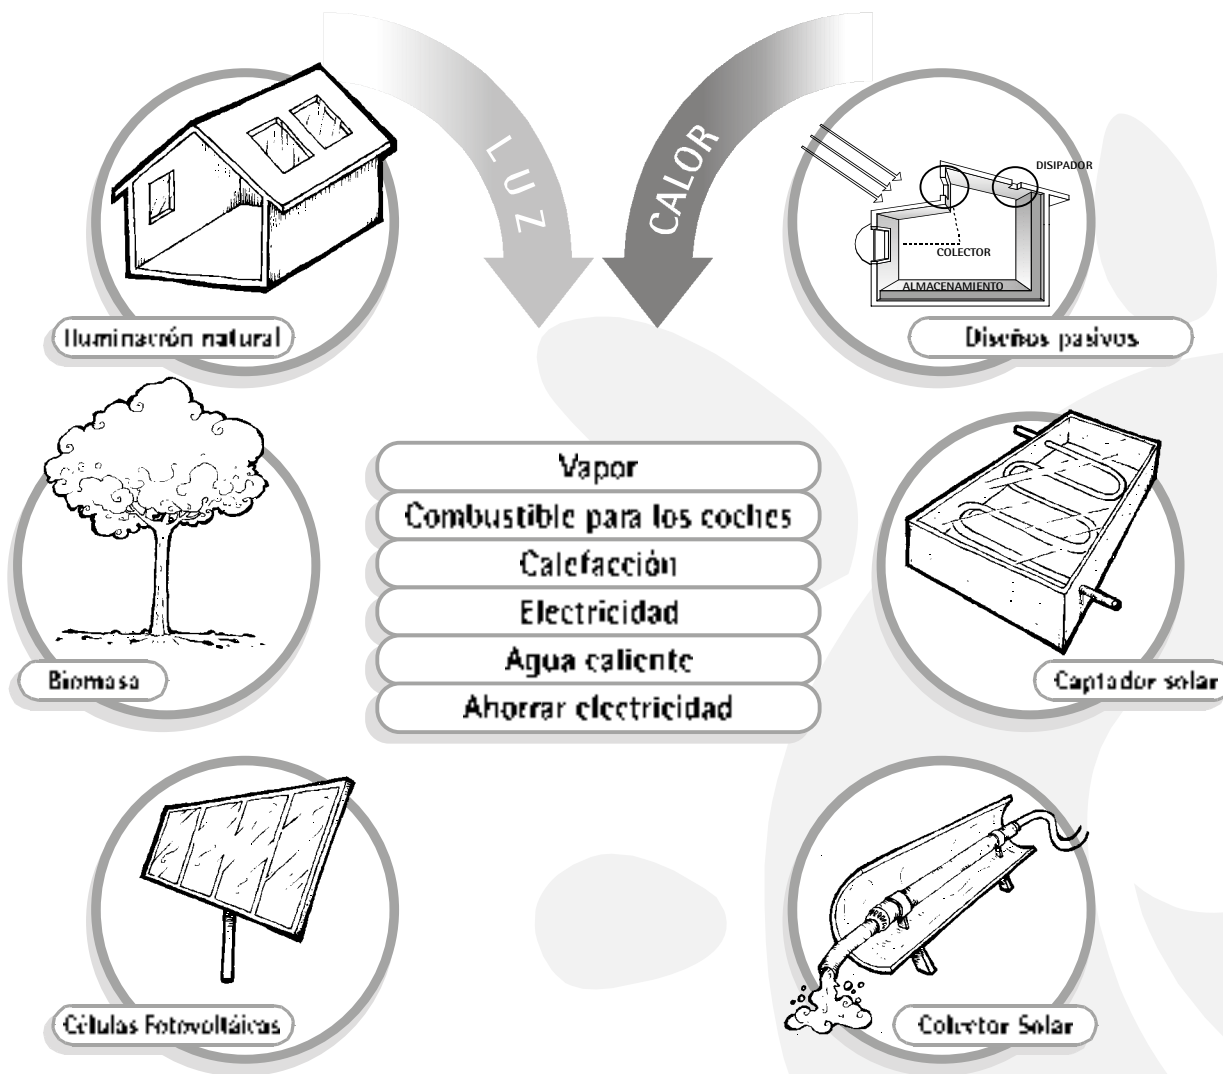 LUZ
CALOR
DISIPADOR
COLECTOR
ALMACENAMIENTO
Iluminación natural
Diseños pasivos
Vapor
Combustible para los coches
Calefacción
Electricidad
Agua caliente
Ahorrar electricidad
Biomasa
Captador solar
Células Fotovoltáicas
Colector Solar